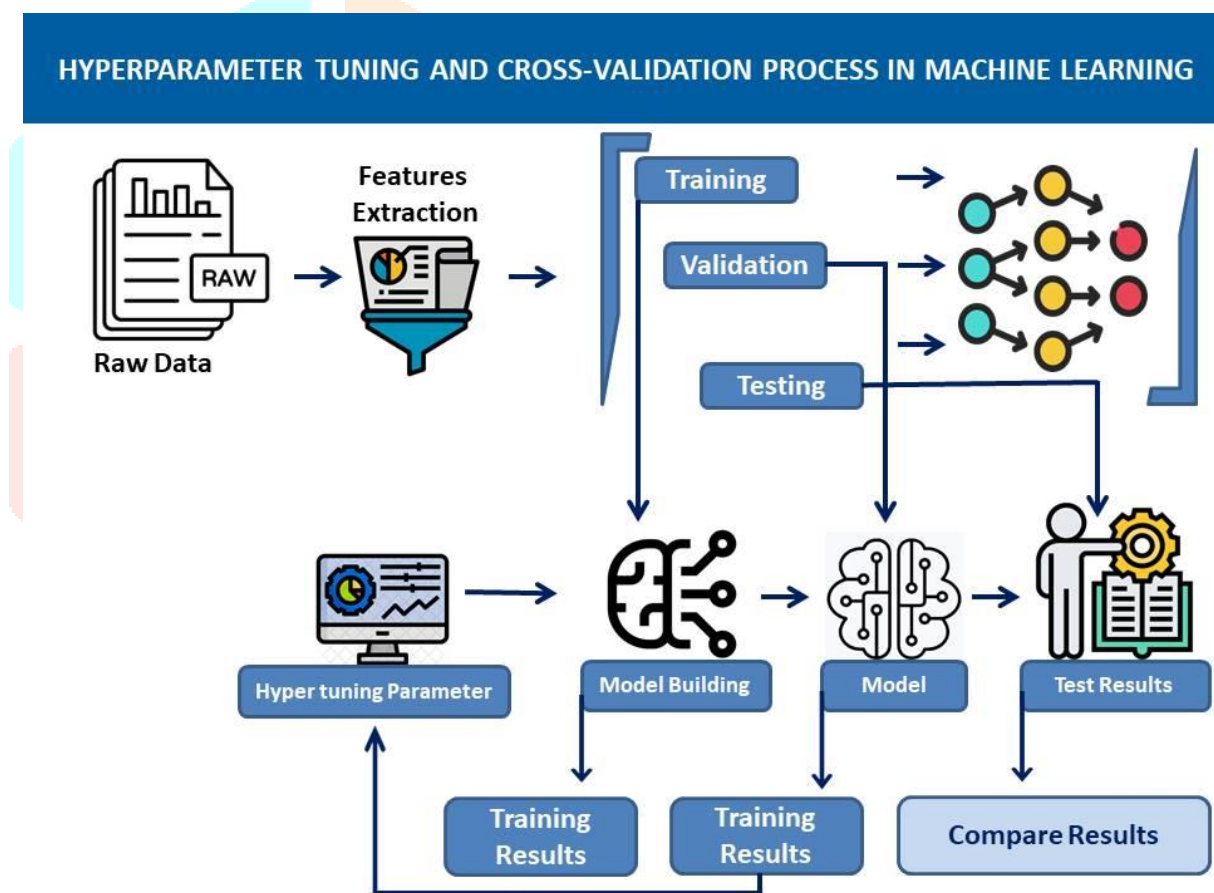 HYPERPARAMETER TUNING AND CROSS-VALIDATION PROCESS IN MACHINE LEARNING
RAW
Raw Data
Features
Extraction
Training
Validation
Testing
Hyper tuning Parameter
Model Building
Model
Test Results
Training
Results
Training
Results
Compare Results